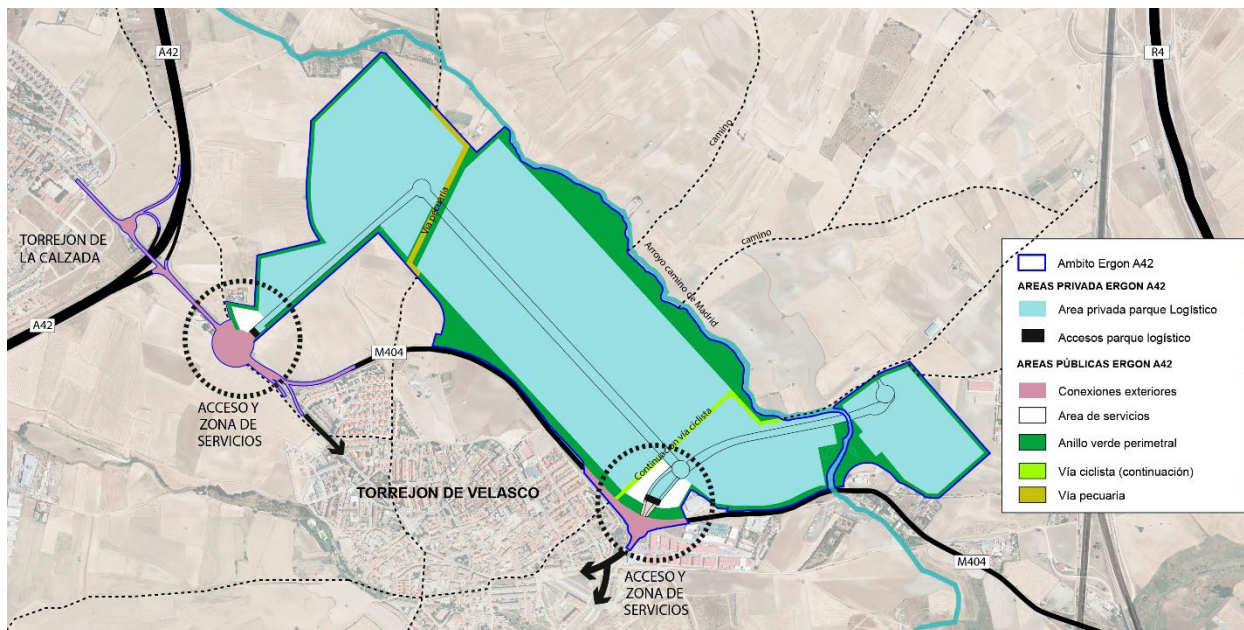 A42
R4
camino
Vía pecuaria
TORREJON DE
LA CALZADA
camino
Arroyo camino de Madrid
A42
M404
ACCESO Y
ZONA DE
SERVICIOS
Continuación vía ciclista
TORREJON DE VELASCO
ACCESO Y
ZONA DE
SERVICIOS
M404
Ambito Ergon A42
AREAS PRIVADA ERGON A42
Area privada parque Logístico
Accesos parque logístico
AREAS PÚBLICAS ERGON A42
Conexiones exteriores
Area de servicios
Anillo verde perimetral
Vía ciclista (continuación)
Vía pecuaria